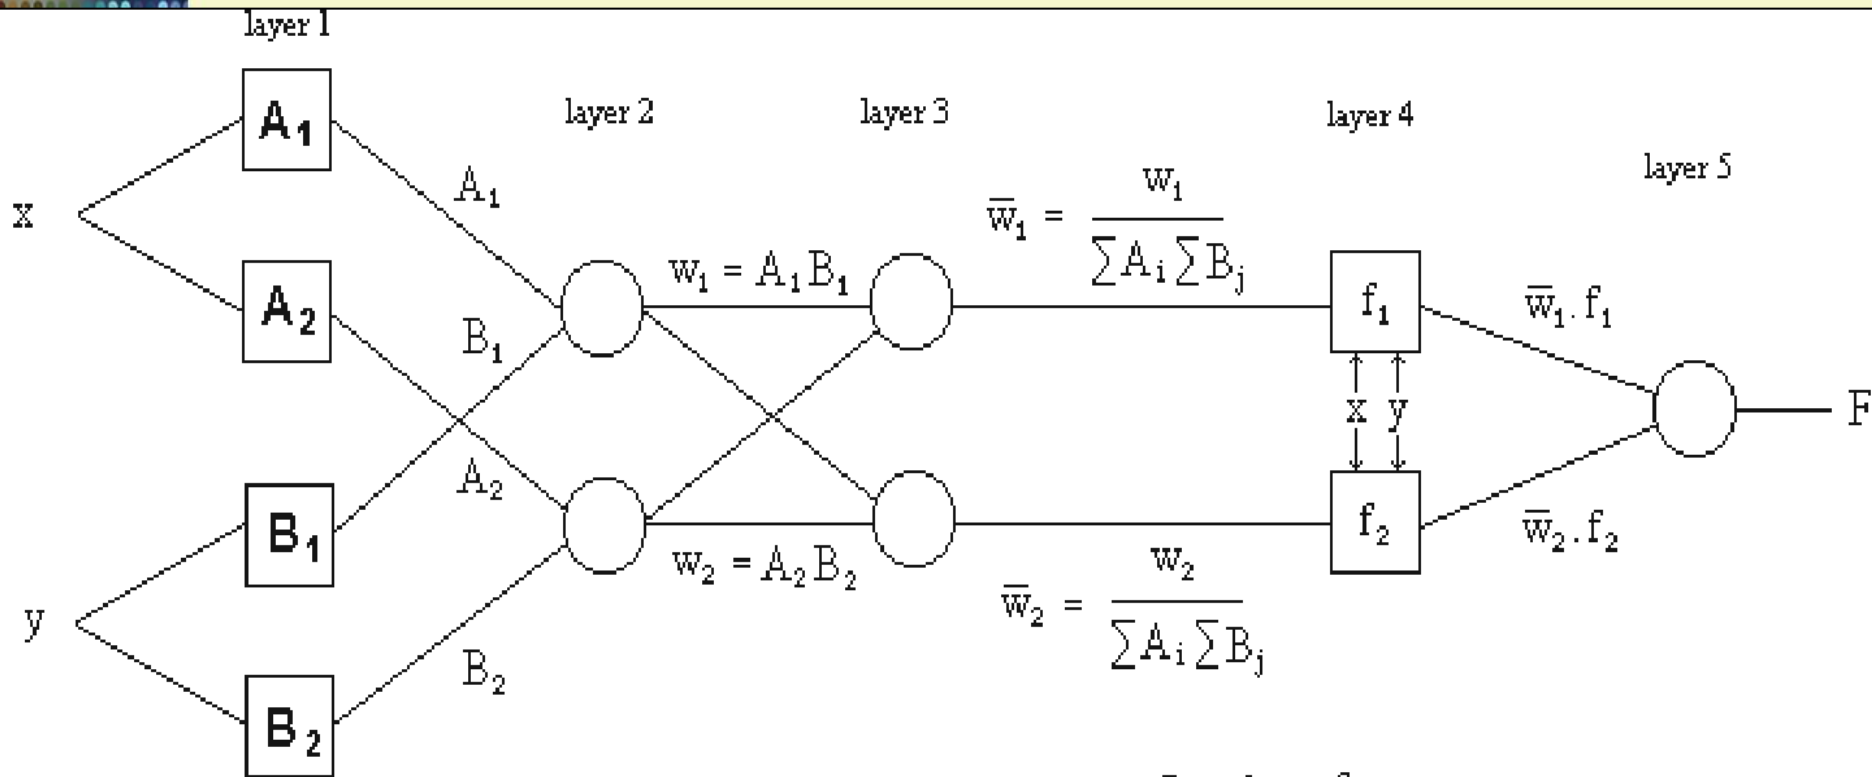 layer 1
layer 2
layer 3
layer 4
layer 5
x
y
A₁
A₂
B₁
B₂
A₁
B₁
A₂
B₂
w₁ = A₁B₁
w₂ = A₂B₂
w̅₁ = w₁ / ∑Aᵢ∑Bⱼ
w̅₂ = w₂ / ∑Aᵢ∑Bⱼ
f₁
x y
f₂
w̅₁.f₁
w̅₂.f₂
F